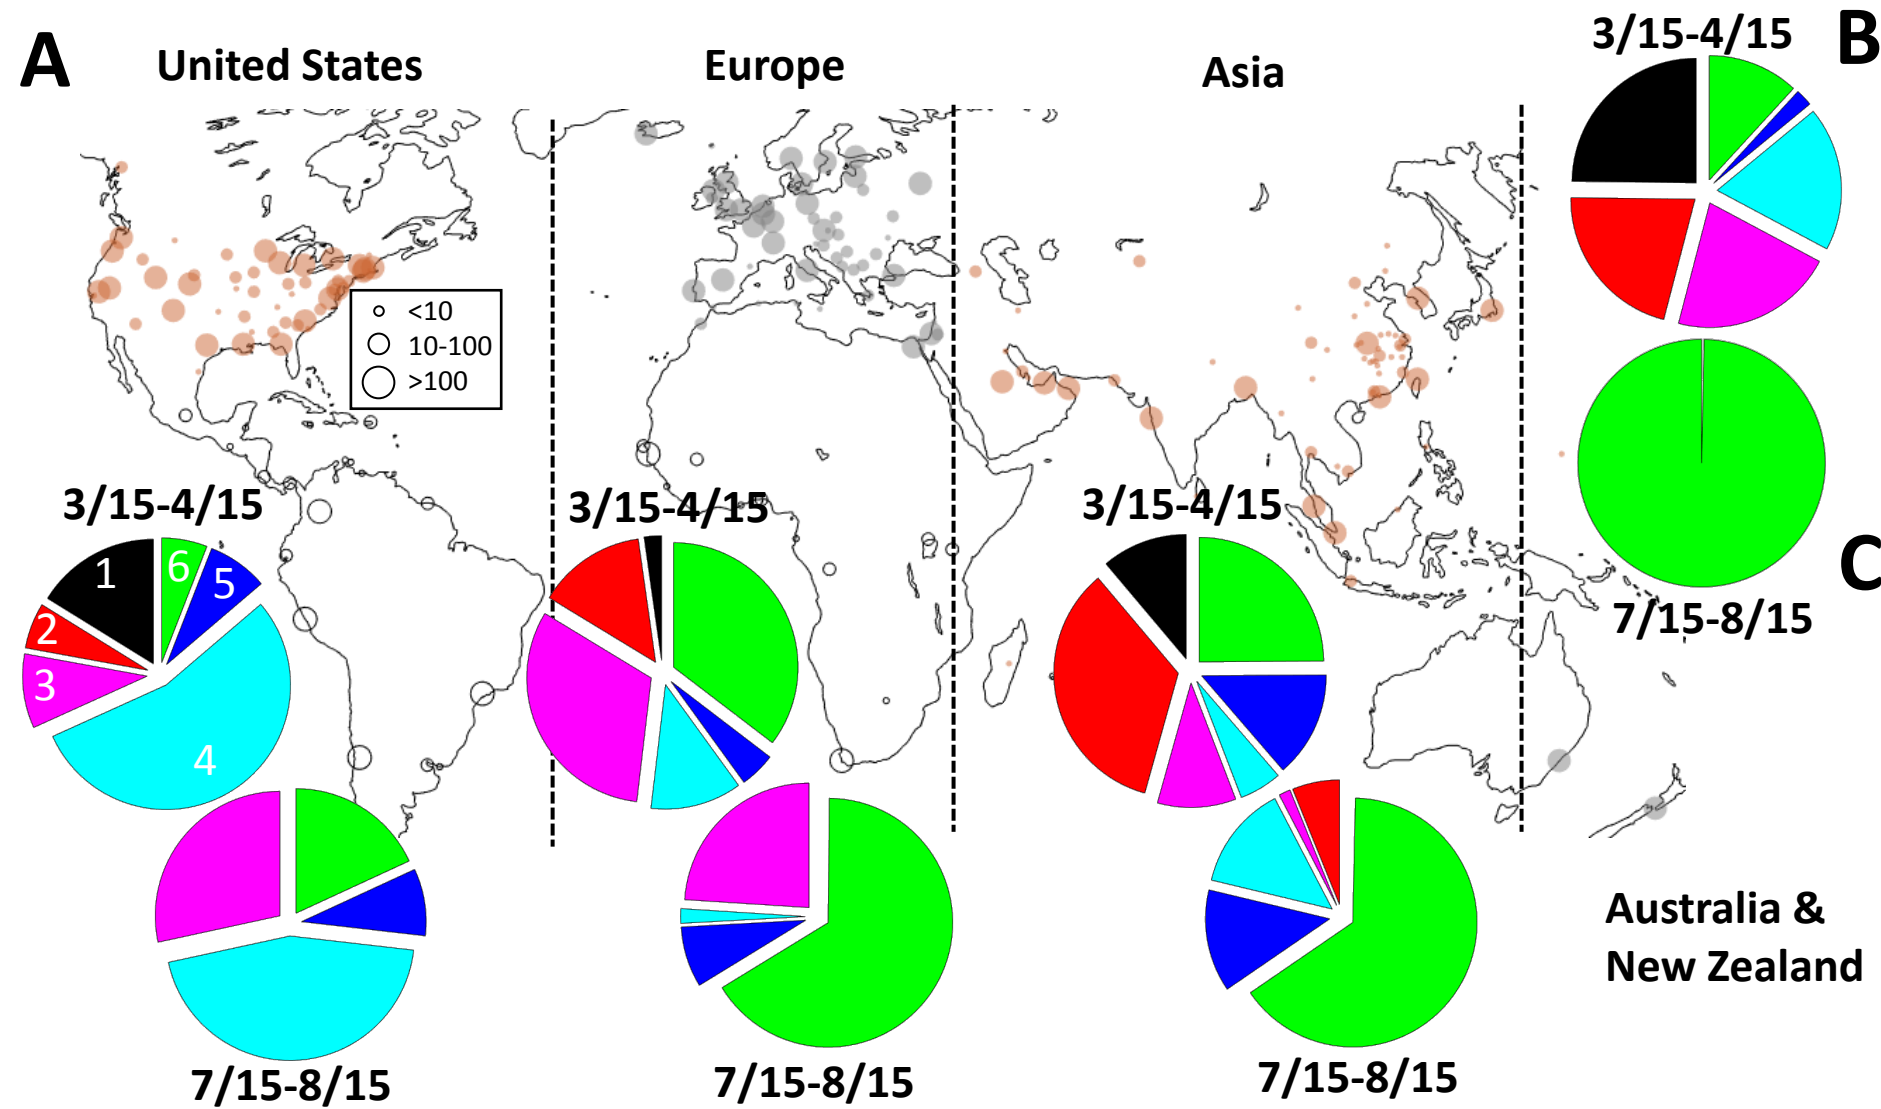 A
United States
Europe
Asia
3/15-4/15
B
<10
10-100
>100
3/15-4/15
3/15-4/15
3/15-4/15
1
6
5
2
3
4
C
7/15-8/15
7/15-8/15
7/15-8/15
7/15-8/15
Australia &
New Zealand